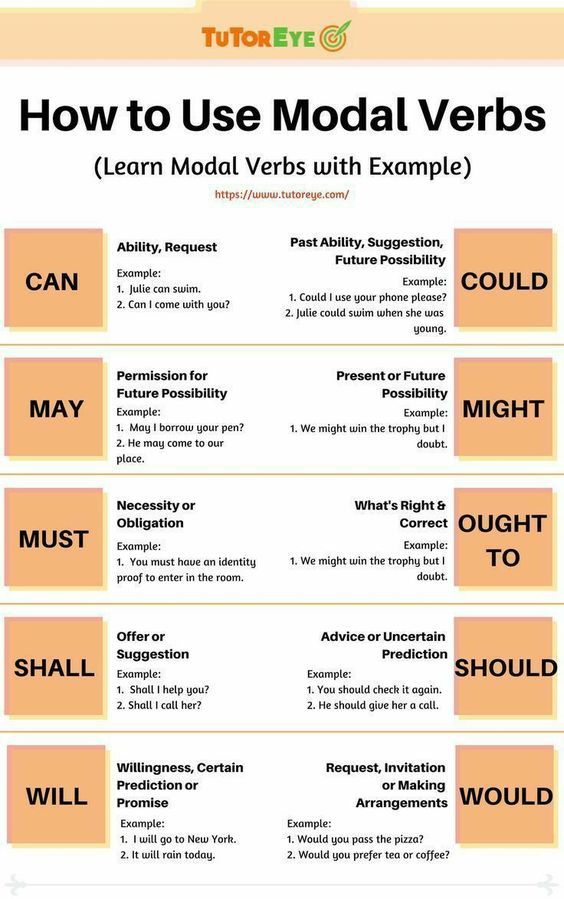 TUTOREYE
How to Use Modal Verbs
(Learn Modal Verbs with Example)
https://www.tutoreye.com/
CAN
Ability, Request
Example:
1. Julie can swim.
2. Can I come with you?
Past Ability, Suggestion,
Future Possibility
Example:
1. Could I use your phone please?
2. Julie could swim when she was
young.
COULD
MAY
Permission for
Future Possibility
Example:
1. May I borrow your pen?
2. He may come to our
place.
Present or Future
Possibility
Example:
1. We might win the trophy but I
doubt.
MIGHT
MUST
Necessity or
Obligation
Example:
1. You must have an identity
proof to enter in the room.
What's Right &
Correct
Example:
1. We might win the trophy but I
doubt.
OUGHT
TO
SHALL
Offer or
Suggestion
Example:
1. Shall I help you?
2. Shall I call her?
Advice or Uncertain
Prediction
Example:
1. You should check it again.
2. He should give her a call.
SHOULD
WILL
Willingness, Certain
Prediction or
Promise
Example:
1. I will go to New York.
2. It will rain today.
Request, Invitation
or Making
Arrangements
Example:
1. Would you pass the pizza?
2. Would you prefer tea or coffee?
WOULD